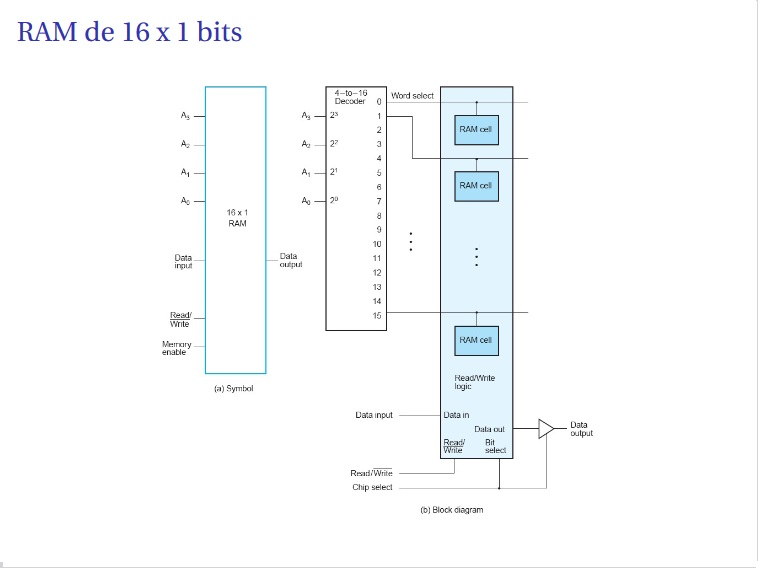 RAM de 16 x 1 bits
A3
A2
A1
A0
16 x 1
RAM
Data
input
Data
output
Read/
Write
Memory
enable
(a) Symbol
4–to–16
Decoder
A3
2³
A2
2²
A1
2¹
A0
2⁰
0
1
2
3
4
5
6
7
8
9
10
11
12
13
14
15
Word select
RAM cell
RAM cell
RAM cell
Read/Write
logic
Data input
Data in
Data out
Data
output
Read/
Write
Bit
select
Read/Write
Chip select
(b) Block diagram